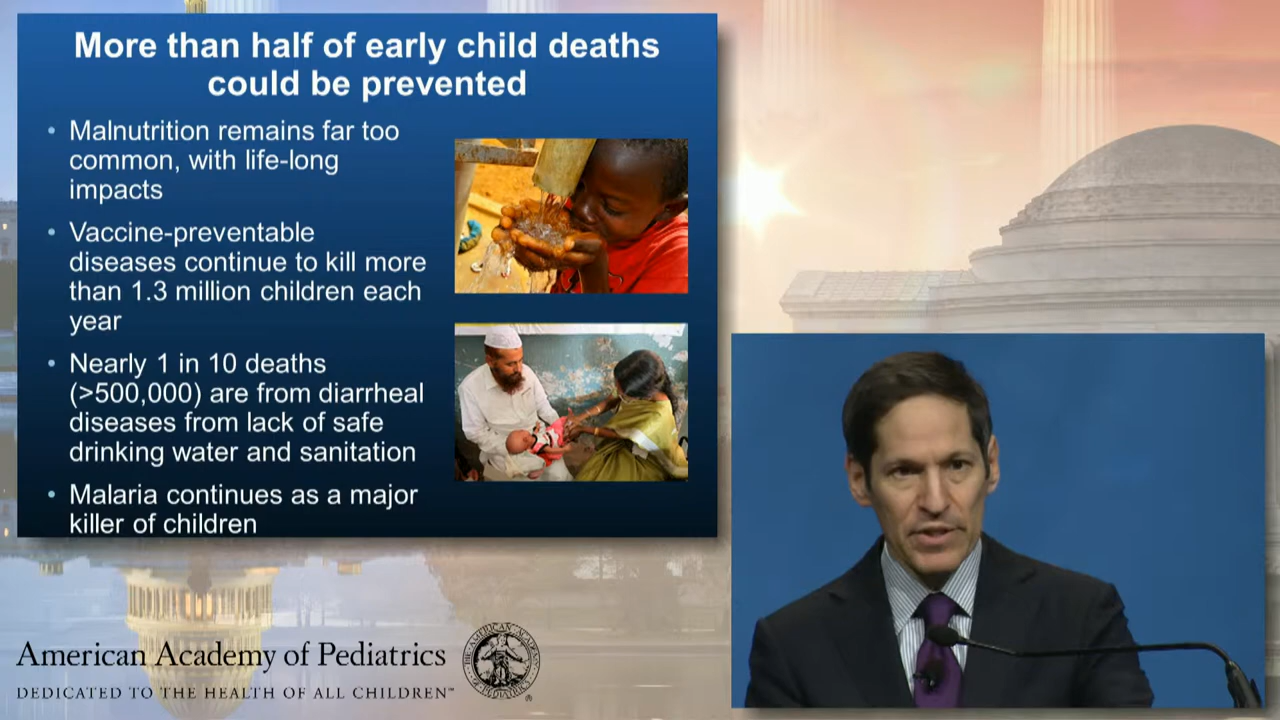 More than half of early child deaths
could be prevented
• Malnutrition remains far too
common, with life-long
impacts
• Vaccine-preventable
diseases continue to kill more
than 1.3 million children each
year
• Nearly 1 in 10 deaths
(>500,000) are from diarrheal
diseases from lack of safe
drinking water and sanitation
• Malaria continues as a major
killer of children
American Academy of Pediatrics
DEDICATED TO THE HEALTH OF ALL CHILDREN™